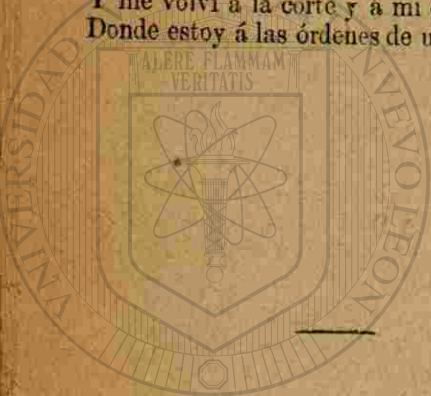 Y me volví á la corte y á mi
Donde estoy á las órdenes de
ALERE FLAMMAM
VERITATIS
UNIVERSIDAD
NUEVO LEON